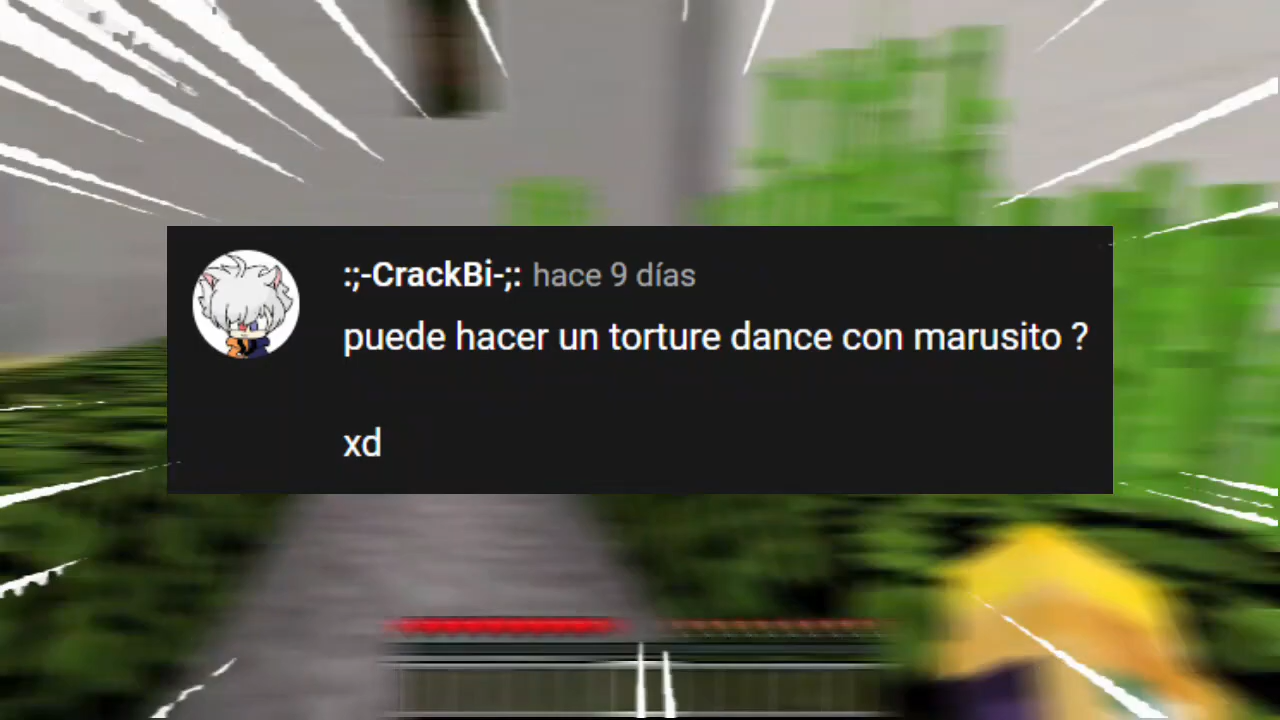 :;-CrackBi-;: hace 9 días
puede hacer un torture dance con marusito ?
xd